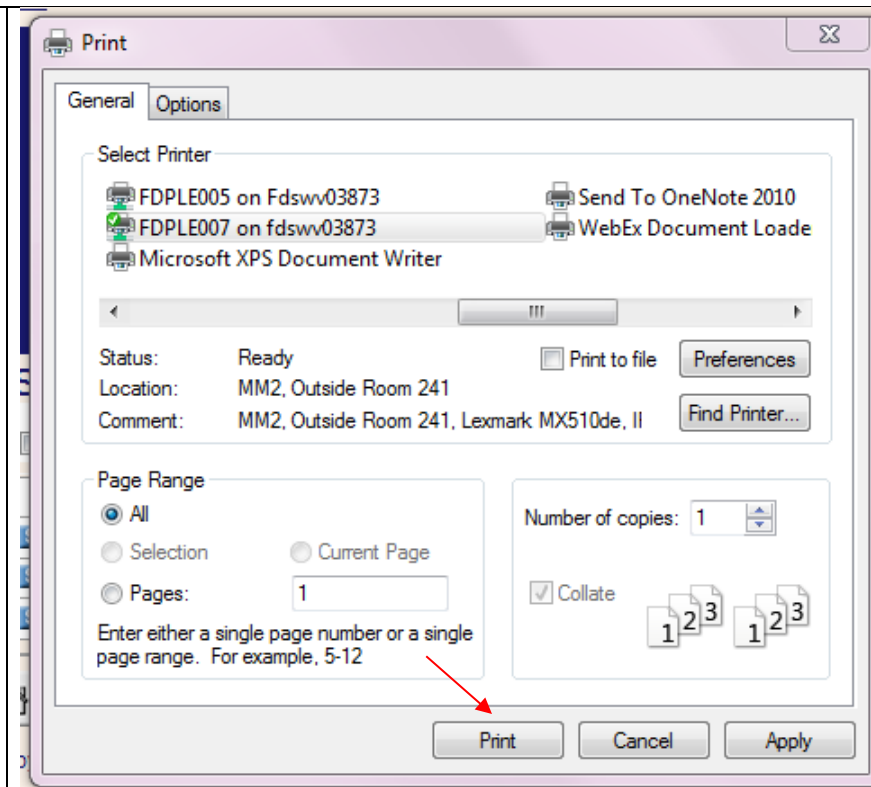 Print
General Options
Select Printer
FDPLE005 on Fdswv03873 Send To OneNote 2010
FDPLE007 on fdswv03873 WebEx Document Loade
Microsoft XPS Document Writer
Status: Ready Print to file Preferences
Location: MM2, Outside Room 241
Comment: MM2, Outside Room 241, Lexmark MX510de, II Find Printer...
Page Range
All
Number of copies: 1
Selection Current Page
Pages: 1
Collate
1 2 3 1 2 3
Enter either a single page number or a single
page range. For example, 5-12
Print Cancel Apply